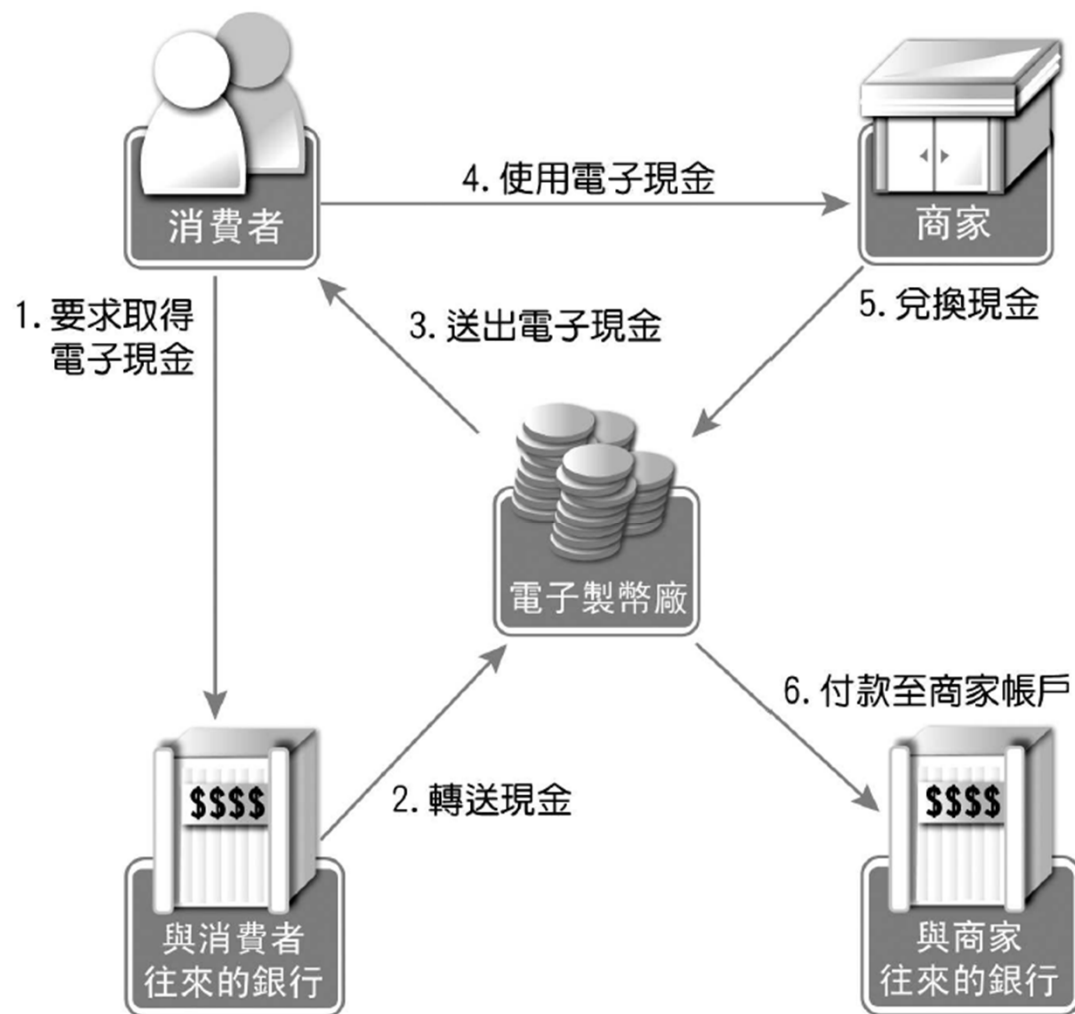 消費者
商家
4. 使用電子現金
1. 要求取得
電子現金
3. 送出電子現金
5. 兌換現金
電子製幣廠
2. 轉送現金
6. 付款至商家帳戶
$$$$
與消費者
往來的銀行
$$$$
與商家
往來的銀行